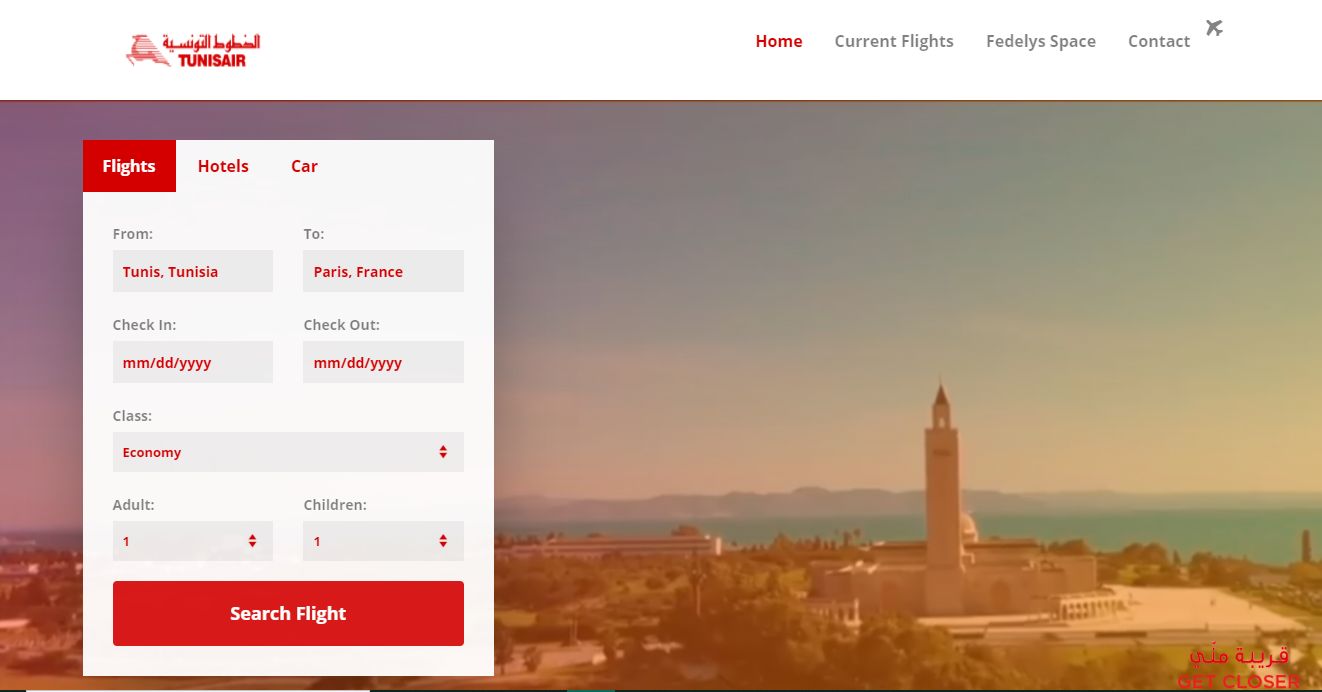 الخطوط التونسية
TUNISAIR
Home Current Flights Fedelys Space Contact
Flights Hotels Car
From: To:
Tunis, Tunisia Paris, France
Check In: Check Out:
mm/dd/yyyy mm/dd/yyyy
Class:
Economy
Adult: Children:
1 1
Search Flight
قريبة منّي
GET CLOSER